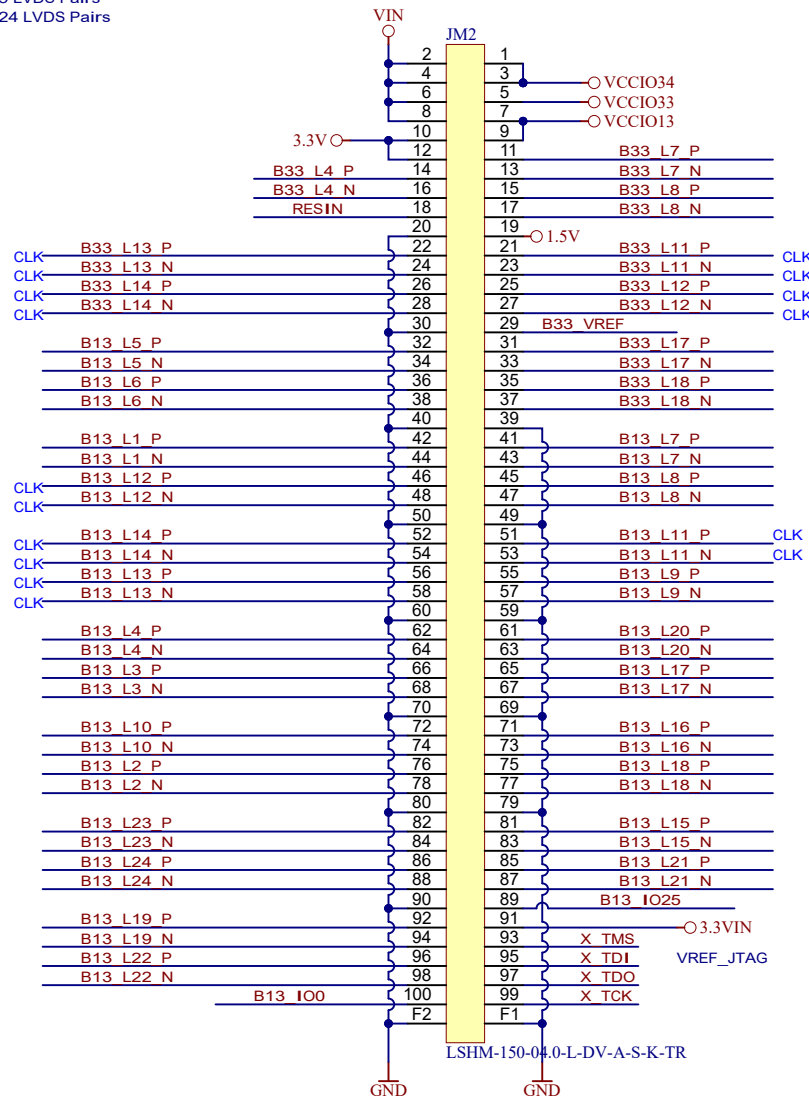 24 LVDS Pairs
VIN
JM2
2 1
4 3 VCCIO34
6 5 VCCIO33
8 7 VCCIO13
3.3V 10 9
12 11 B33_L7_P
B33_L4_P 14 13 B33_L7_N
B33_L4_N 16 15 B33_L8_P
RESIN 18 17 B33_L8_N
20 19 1.5V
CLK B33_L13_P 22 21 B33_L11_P CLK
CLK B33_L13_N 24 23 B33_L11_N CLK
CLK B33_L14_P 26 25 B33_L12_P CLK
CLK B33_L14_N 28 27 B33_L12_N CLK
30 29 B33_VREF
B13_L5_P 32 31 B33_L17_P
B13_L5_N 34 33 B33_L17_N
B13_L6_P 36 35 B33_L18_P
B13_L6_N 38 37 B33_L18_N
40 39
B13_L1_P 42 41 B13_L7_P
B13_L1_N 44 43 B13_L7_N
CLK B13_L12_P 46 45 B13_L8_P
CLK B13_L12_N 48 47 B13_L8_N
50 49
CLK B13_L14_P 52 51 B13_L11_P CLK
CLK B13_L14_N 54 53 B13_L11_N CLK
CLK B13_L13_P 56 55 B13_L9_P
CLK B13_L13_N 58 57 B13_L9_N
60 59
B13_L4_P 62 61 B13_L20_P
B13_L4_N 64 63 B13_L20_N
B13_L3_P 66 65 B13_L17_P
B13_L3_N 68 67 B13_L17_N
70 69
B13_L10_P 72 71 B13_L16_P
B13_L10_N 74 73 B13_L16_N
B13_L2_P 76 75 B13_L18_P
B13_L2_N 78 77 B13_L18_N
80 79
B13_L23_P 82 81 B13_L15_P
B13_L23_N 84 83 B13_L15_N
B13_L24_P 86 85 B13_L21_P
B13_L24_N 88 87 B13_L21_N
90 89 B13_IO25
B13_L19_P 92 91 3.3VIN
B13_L19_N 94 93 X_TMS
B13_L22_P 96 95 X_TDI VREF_JTAG
B13_L22_N 98 97 X_TDO
B13_IO0 100 99 X_TCK
F2 F1
LSHM-150-04.0-L-DV-A-S-K-TR
GND GND